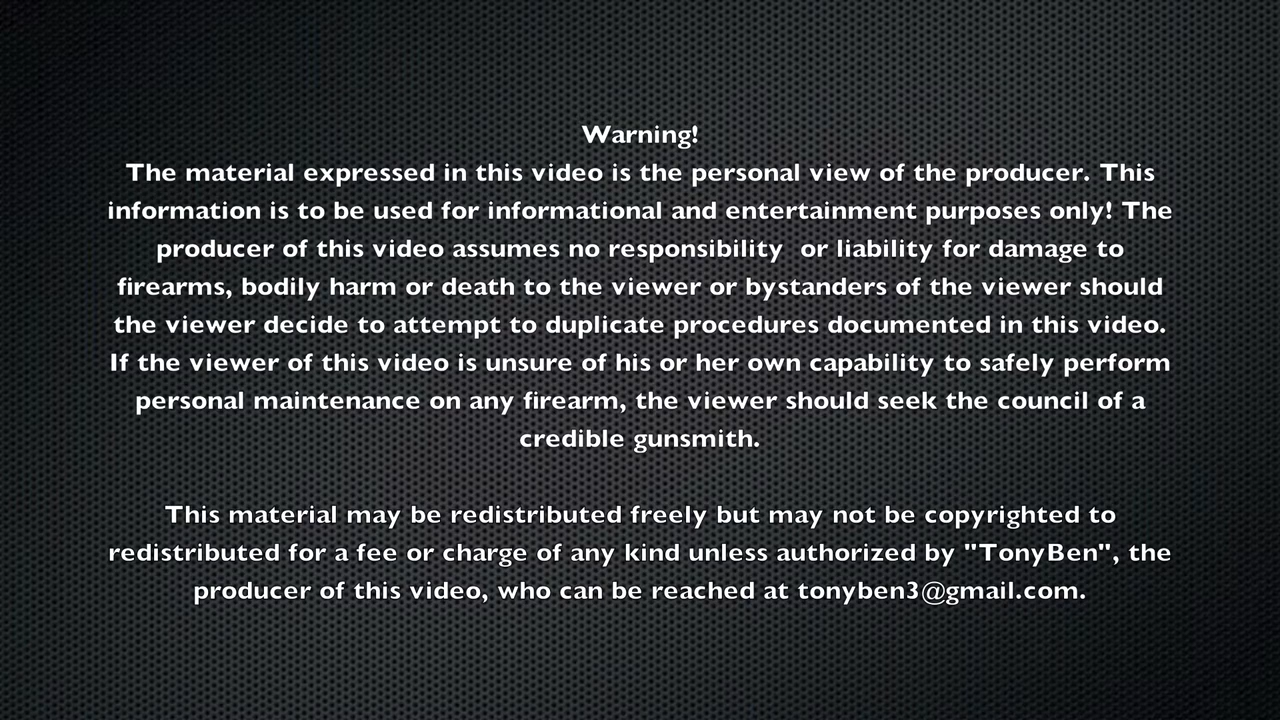 Warning!
The material expressed in this video is the personal view of the producer. This
information is to be used for informational and entertainment purposes only! The
producer of this video assumes no responsibility  or liability for damage to
firearms, bodily harm or death to the viewer or bystanders of the viewer should
the viewer decide to attempt to duplicate procedures documented in this video.
If the viewer of this video is unsure of his or her own capability to safely perform
personal maintenance on any firearm, the viewer should seek the council of a
credible gunsmith.
This material may be redistributed freely but may not be copyrighted to
redistributed for a fee or charge of any kind unless authorized by "TonyBen", the
producer of this video, who can be reached at tonyben3@gmail.com.